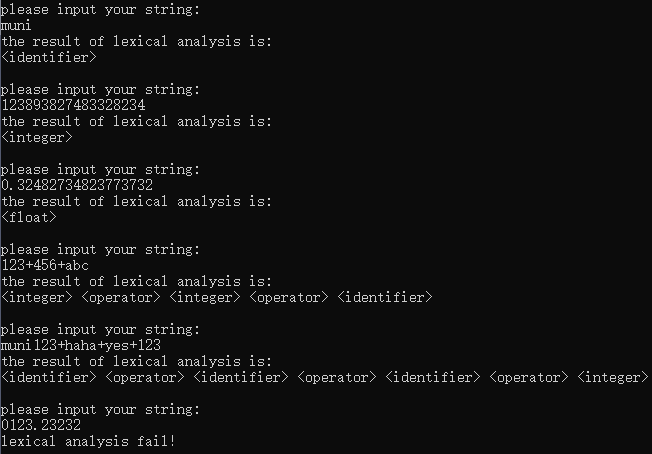 please input your string:
muni
the result of lexical analysis is:
<identifier>
please input your string:
123893827483328234
the result of lexical analysis is:
<integer>
please input your string:
0.32482734823773732
the result of lexical analysis is:
<float>
please input your string:
123+456+abc
the result of lexical analysis is:
<integer> <operator> <integer> <operator> <identifier>
please input your string:
muni123+haha+yes+123
the result of lexical analysis is:
<identifier> <operator> <identifier> <operator> <identifier> <operator> <integer>
please input your string:
0123.23232
lexical analysis fail!